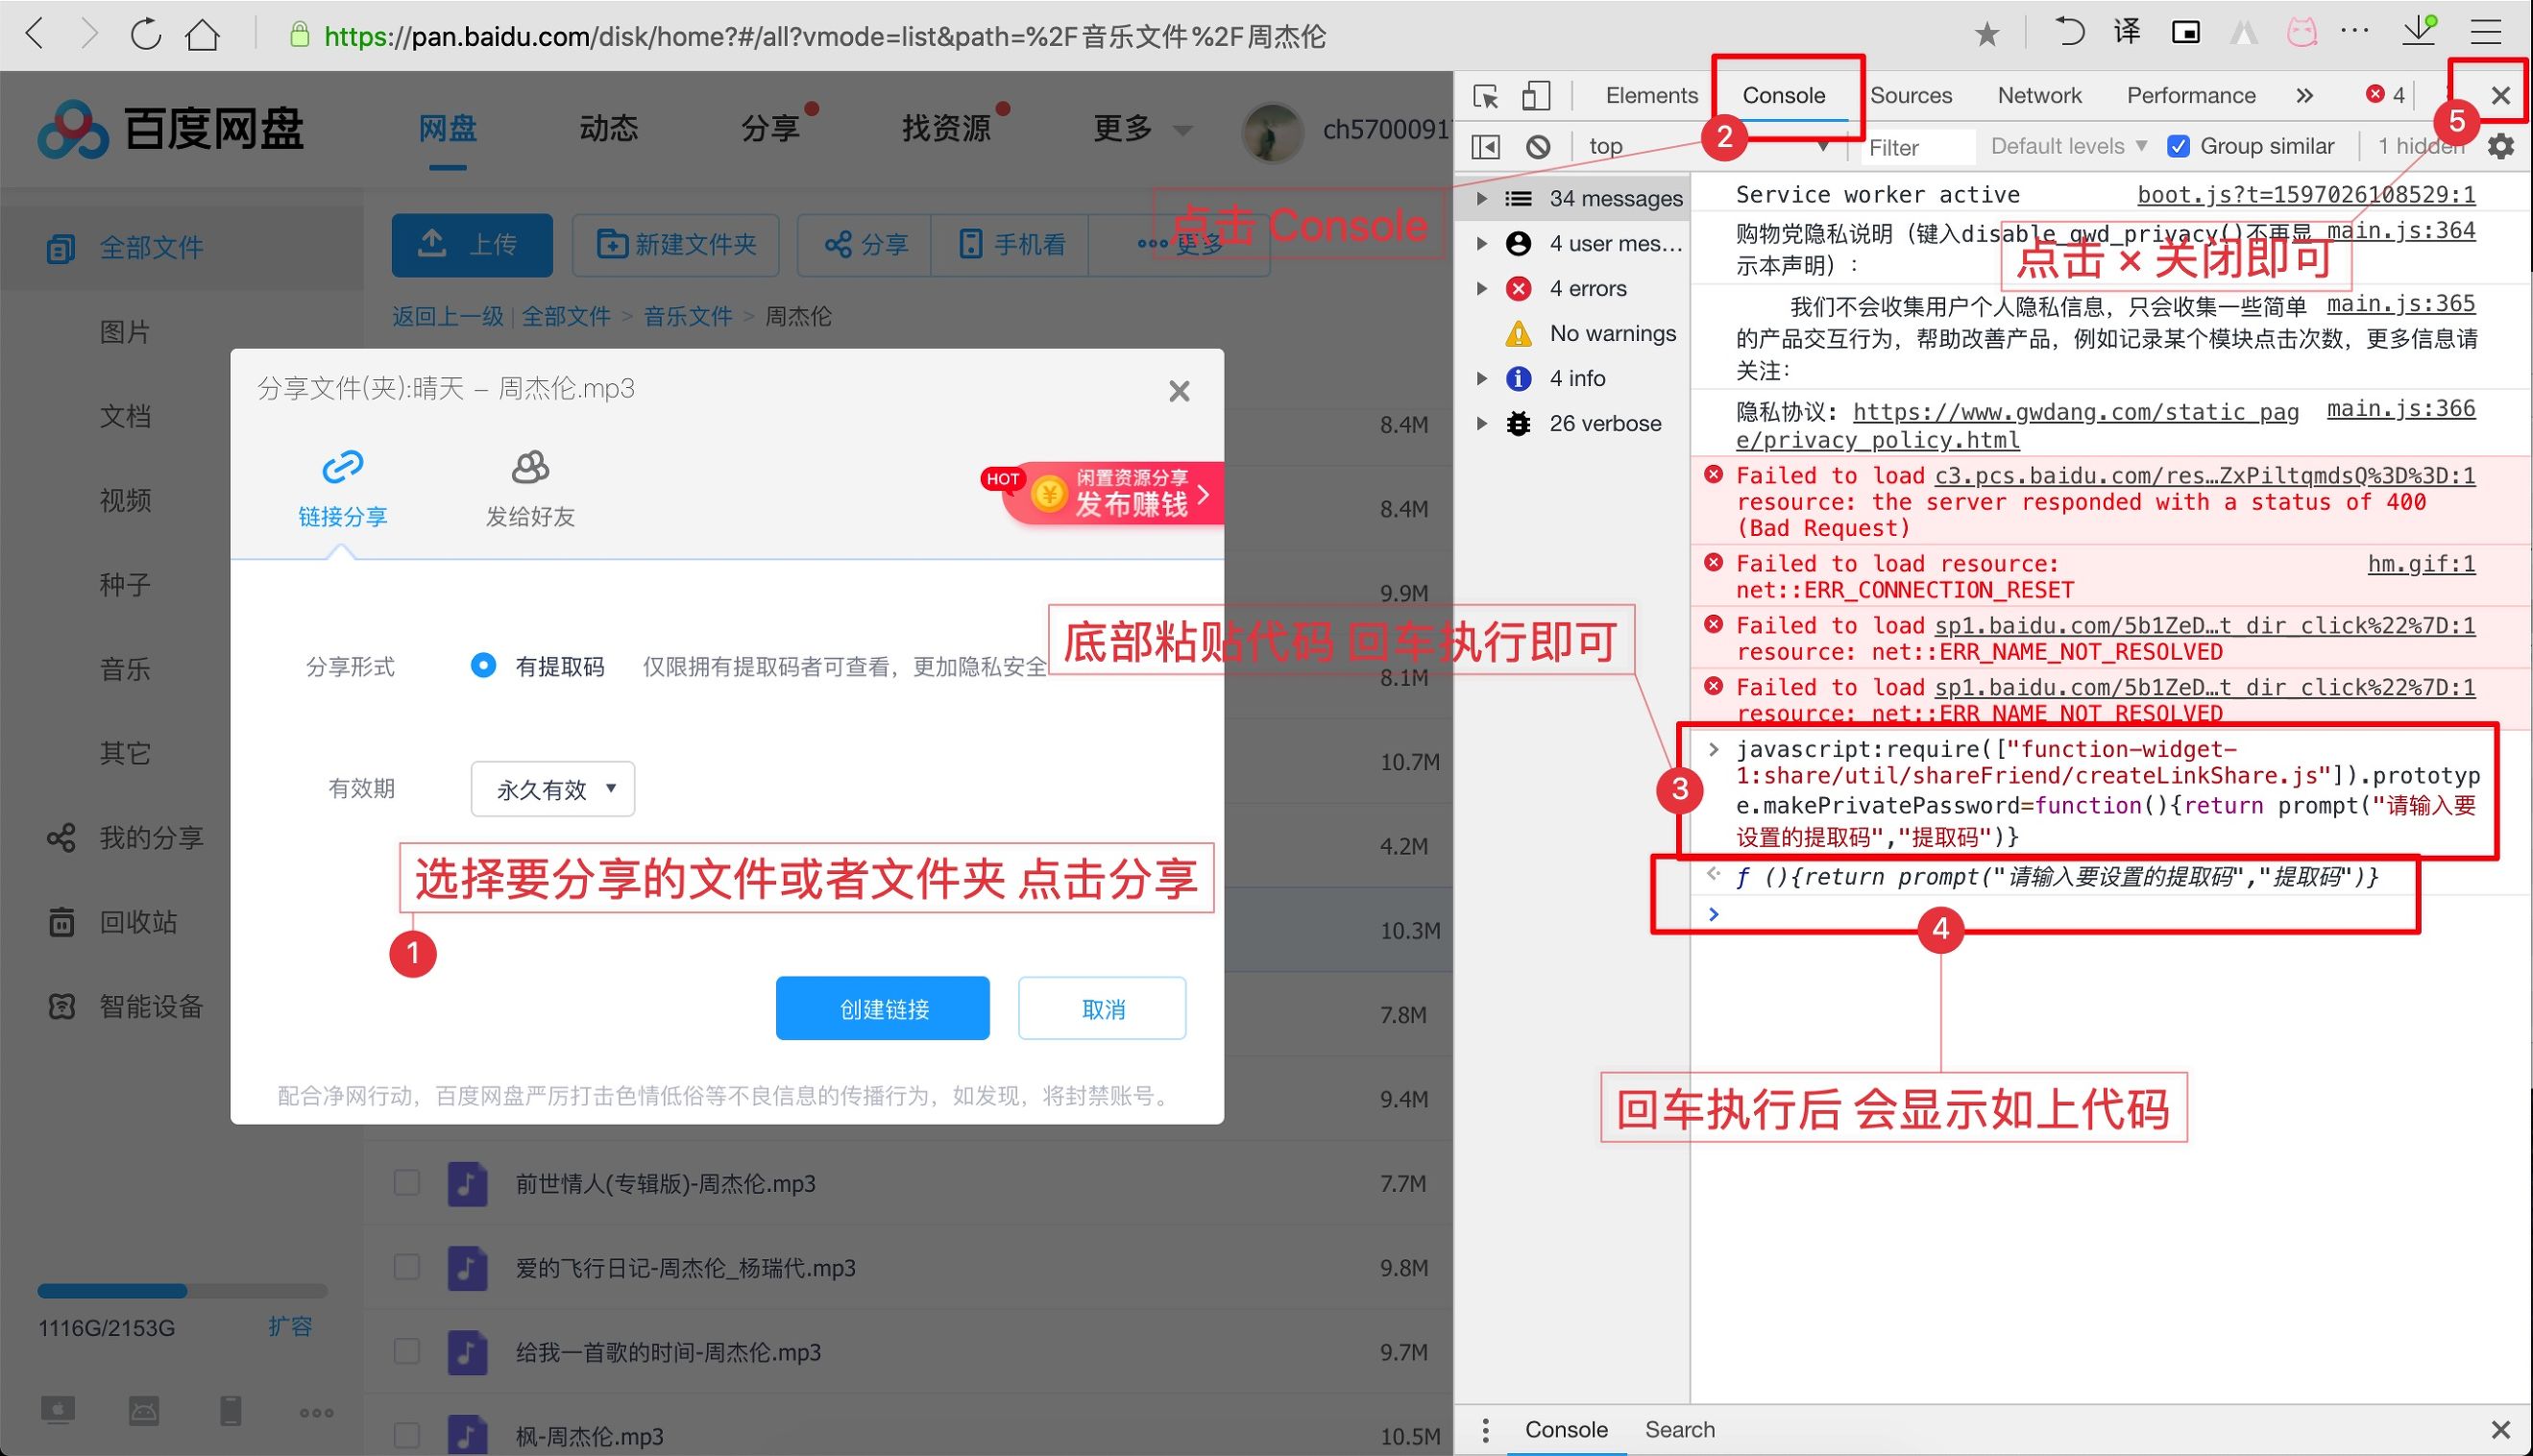 https://pan.baidu.com/disk/home?#/all?vmode=list&path=%2F音乐文件%2F周杰伦
译
百度网盘
网盘
动态
分享
找资源
更多
ch5700091
上传
新建文件夹
分享
手机看
更多
返回上一级 | 全部文件 > 音乐文件 > 周杰伦
全部文件
图片
文档
视频
种子
音乐
其它
我的分享
回收站
智能设备
1116G/2153G
扩容
分享文件(夹):晴天 – 周杰伦.mp3
链接分享
发给好友
HOT
闲置资源分享
发布赚钱
分享形式
有提取码
仅限拥有提取码者可查看，更加隐私安全
有效期
永久有效
选择要分享的文件或者文件夹 点击分享
1
创建链接
取消
配合净网行动，百度网盘严厉打击色情低俗等不良信息的传播行为，如发现，将封禁账号。
8.4M
8.4M
9.9M
8.1M
10.7M
4.2M
10.3M
7.8M
9.4M
前世情人(专辑版)-周杰伦.mp3
7.7M
爱的飞行日记-周杰伦_杨瑞代.mp3
9.8M
给我一首歌的时间-周杰伦.mp3
9.7M
枫-周杰伦.mp3
10.5M
Elements
Console
Sources
Network
Performance
4
top
2
Filter
Default levels
Group similar
1 hidden
5
点击 Console
点击 × 关闭即可
34 messages
4 user mes…
4 errors
No warnings
4 info
26 verbose
Service worker active
boot.js?t=1597026108529:1
购物党隐私说明（键入disable_gwd_privacy()不再显
main.js:364
示本声明）：
我们不会收集用户个人隐私信息，只会收集一些简单
main.js:365
的产品交互行为，帮助改善产品，例如记录某个模块点击次数，更多信息请
关注：
隐私协议: https://www.gwdang.com/static_pag
main.js:366
e/privacy_policy.html
Failed to load c3.pcs.baidu.com/res…ZxPiltqmdsQ%3D%3D:1
resource: the server responded with a status of 400
(Bad Request)
Failed to load resource:
hm.gif:1
net::ERR_CONNECTION_RESET
Failed to load sp1.baidu.com/5b1ZeD…t_dir_click%22%7D:1
resource: net::ERR_NAME_NOT_RESOLVED
Failed to load sp1.baidu.com/5b1ZeD…t_dir_click%22%7D:1
resource: net::ERR_NAME_NOT_RESOLVED
底部粘贴代码 回车执行即可
3
javascript:require(["function-widget-
1:share/util/shareFriend/createLinkShare.js"]).prototyp
e.makePrivatePassword=function(){return prompt("请输入要
设置的提取码","提取码")}
ƒ (){return prompt("请输入要设置的提取码","提取码")}
4
回车执行后 会显示如上代码
Console
Search